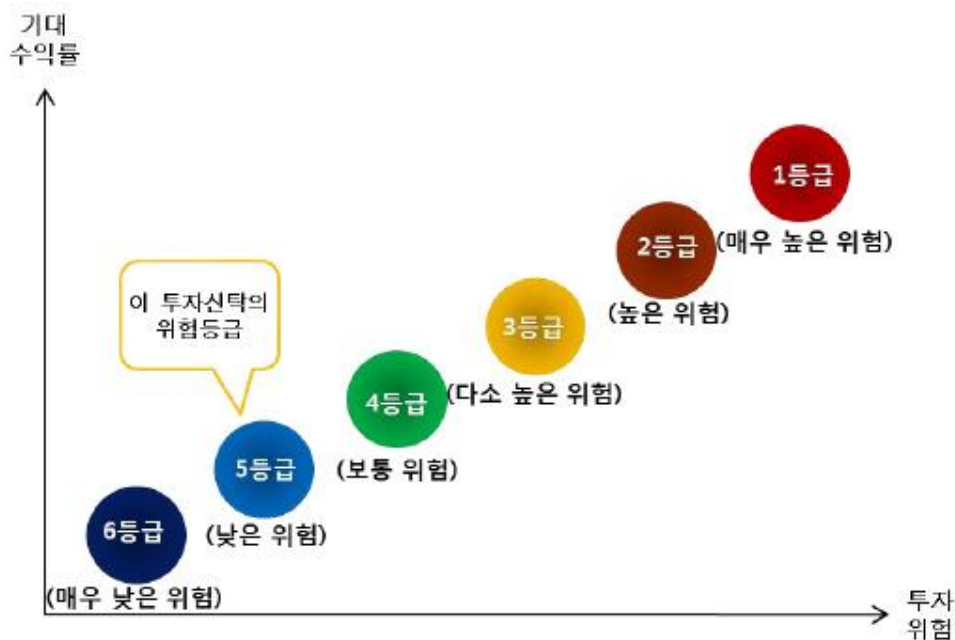 기대
수익률
1등급
(매우 높은 위험)
2등급
(높은 위험)
이 투자신탁의
위험등급
3등급
(다소 높은 위험)
4등급
(보통 위험)
5등급
(낮은 위험)
6등급
(매우 낮은 위험)
투자
위험